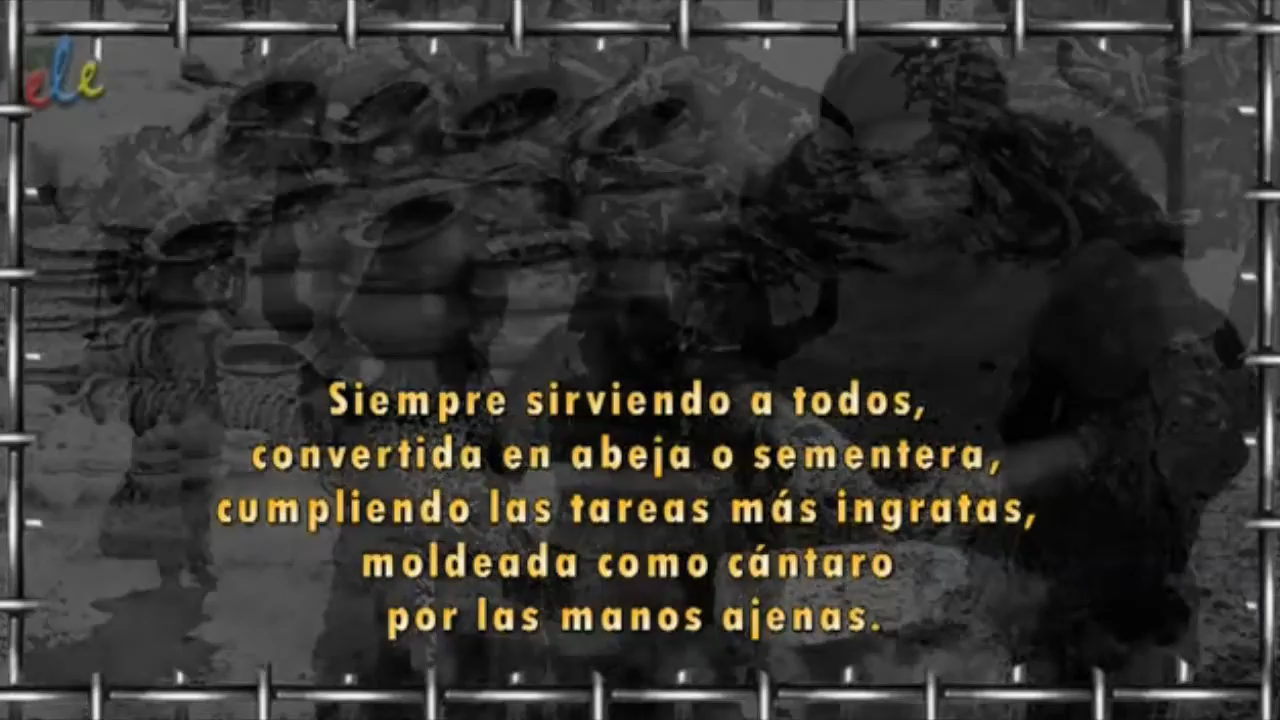 ele
Siempre sirviendo a todos,
convertida en abeja o sementera,
cumpliendo las tareas más ingratas,
moldeada como cántaro
por las manos ajenas.